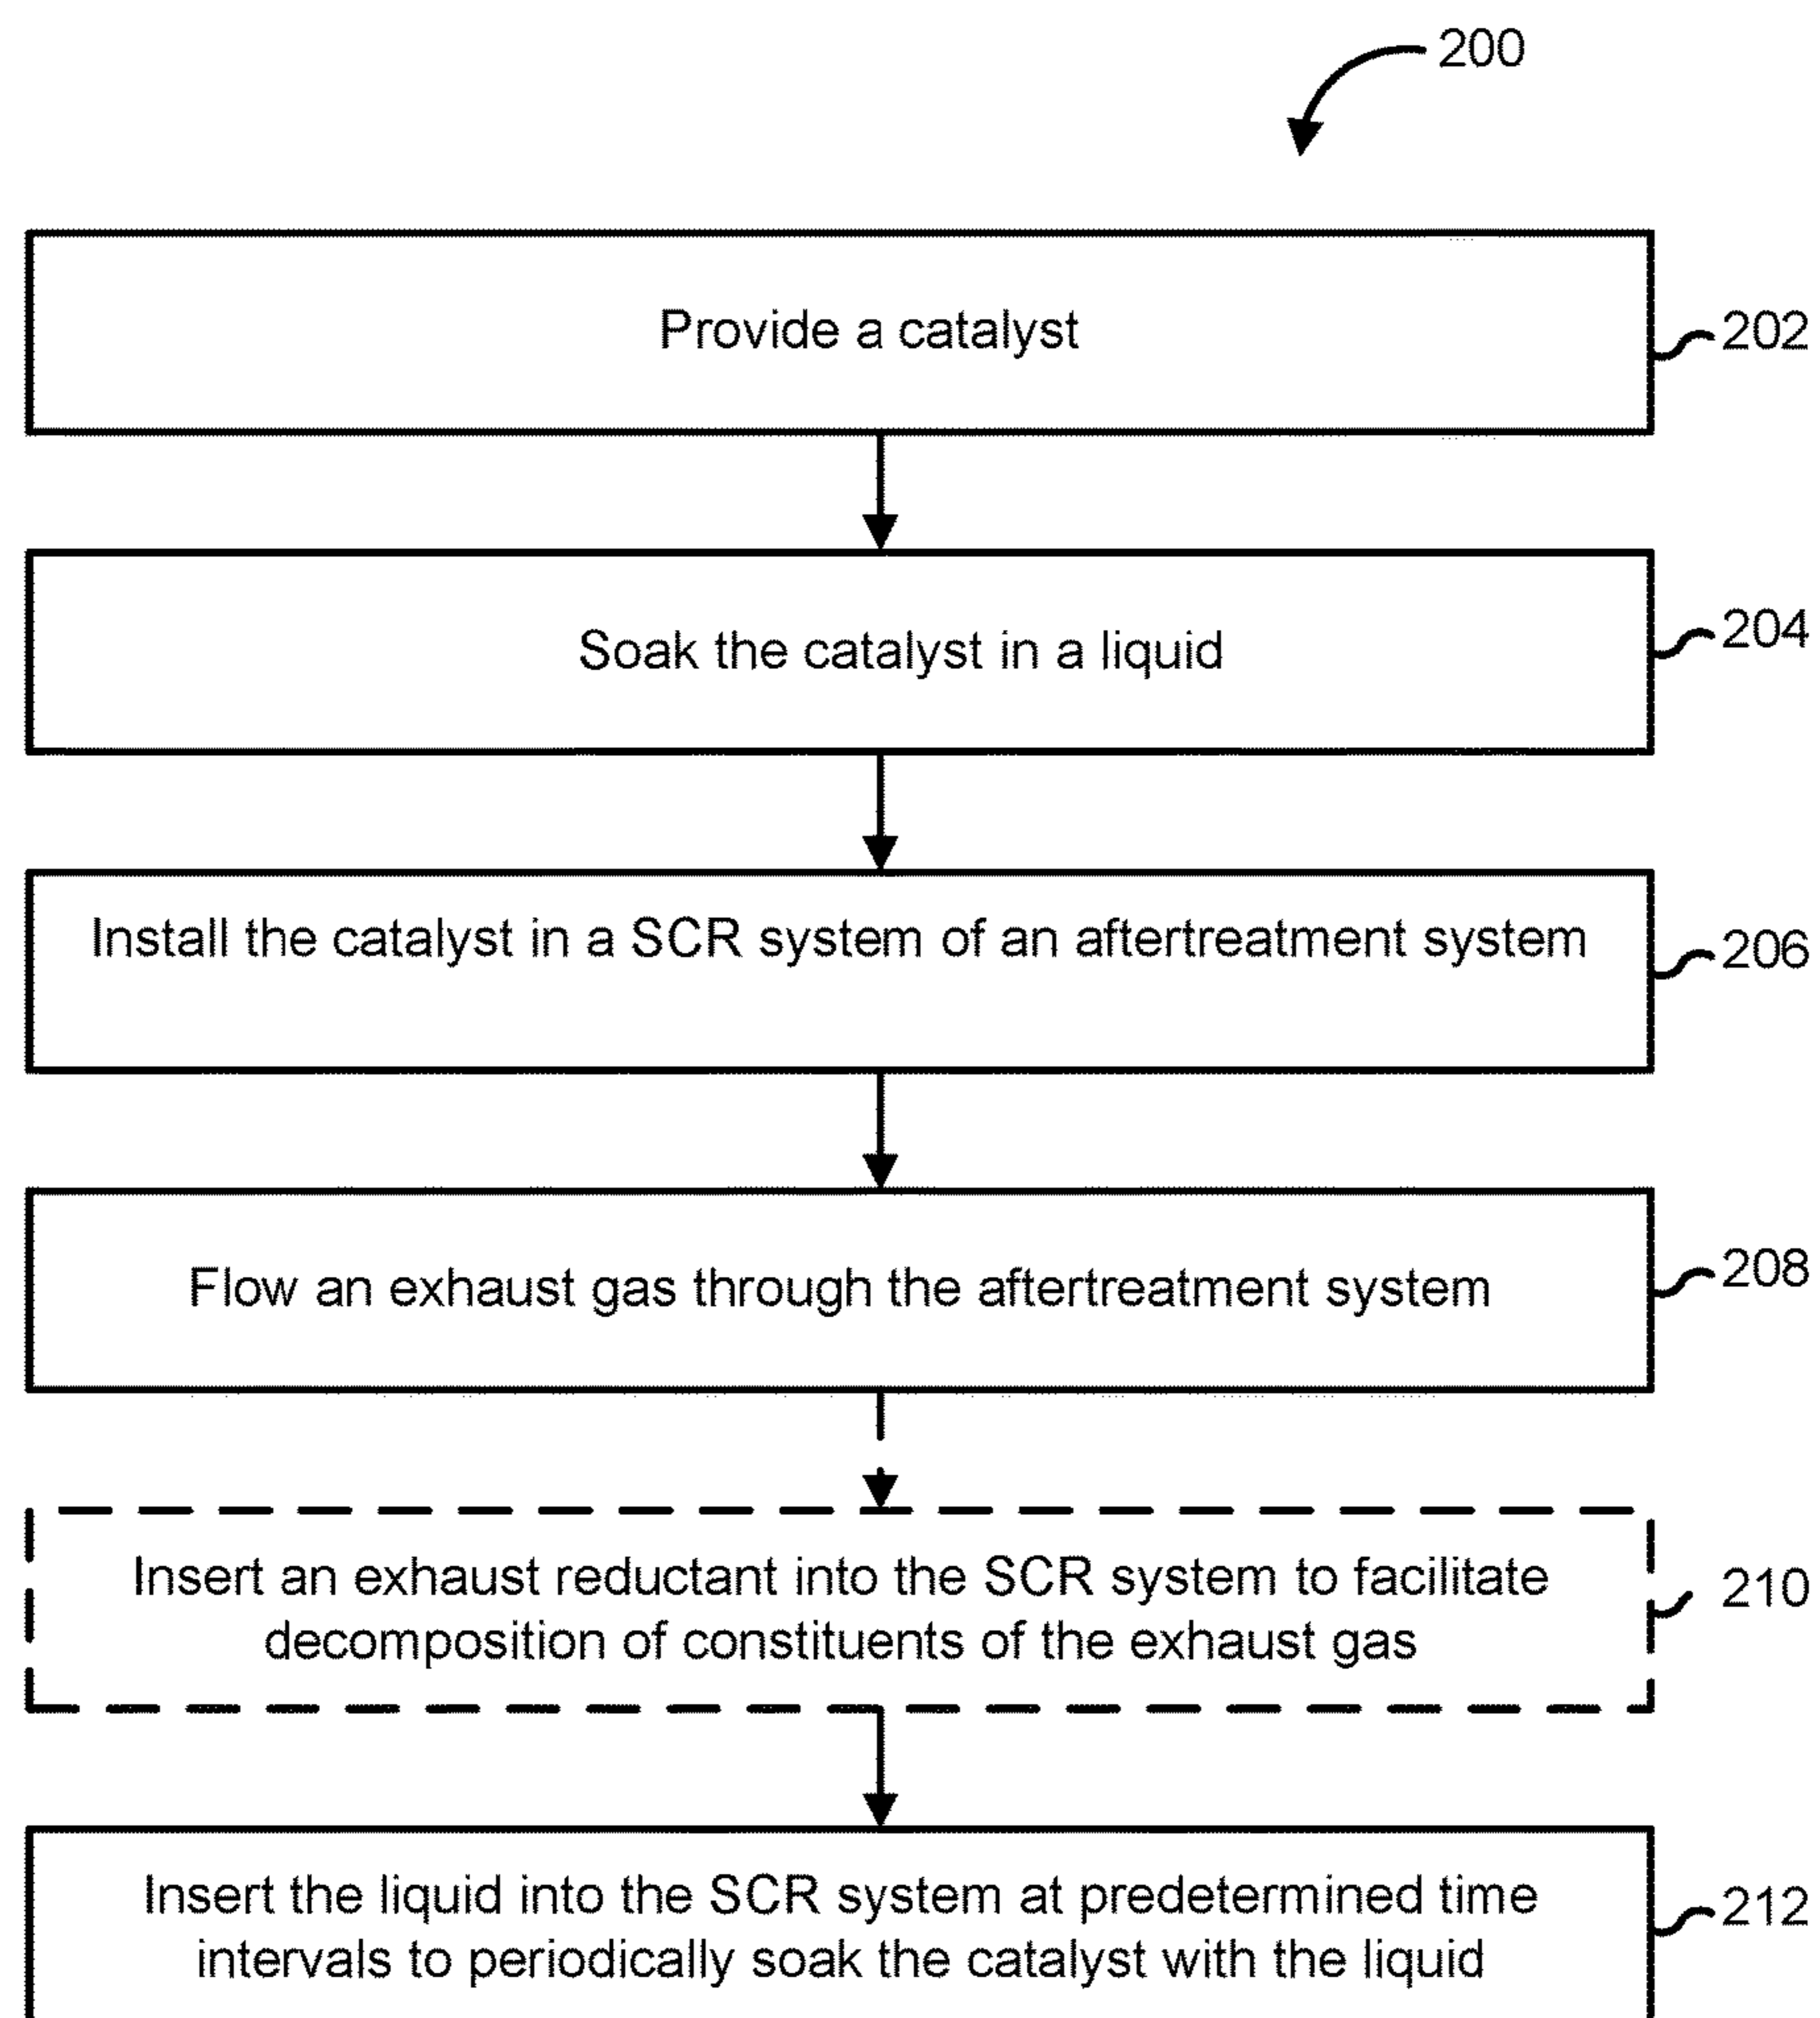 200
Provide a catalyst
202
Soak the catalyst in a liquid
204
Install the catalyst in a SCR system of an aftertreatment system
206
Flow an exhaust gas through the aftertreatment system
208
Insert an exhaust reductant into the SCR system to facilitate
decomposition of constituents of the exhaust gas
210
Insert the liquid into the SCR system at predetermined time
intervals to periodically soak the catalyst with the liquid
212